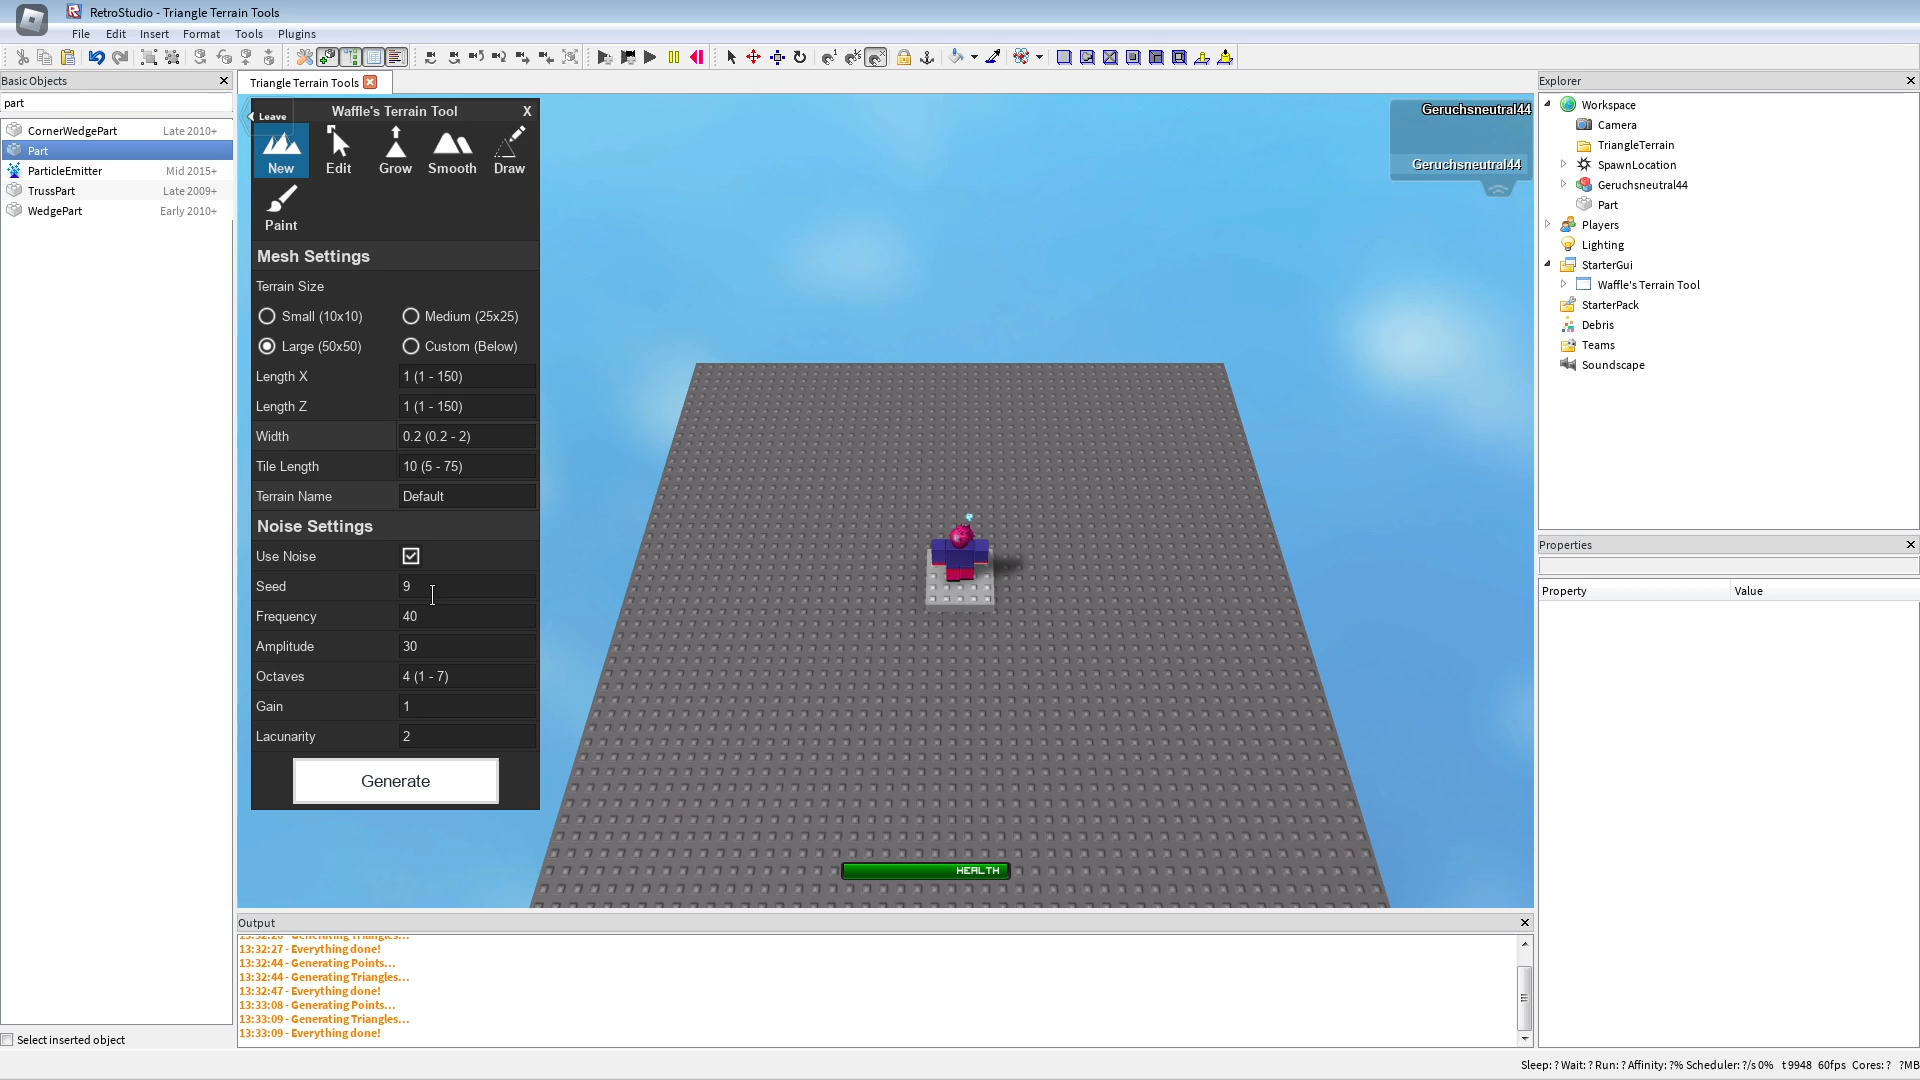 RetroStudio - Triangle Terrain Tools
File Edit Insert Format Tools Plugins
Basic Objects
part
CornerWedgePart Late 2010+
Part
ParticleEmitter Mid 2015+
TrussPart Late 2009+
WedgePart Early 2010+
Select inserted object
Triangle Terrain Tools
Leave
Waffle's Terrain Tool X
New Edit Grow Smooth Draw
Paint
Mesh Settings
Terrain Size
Small (10x10) Medium (25x25)
Large (50x50) Custom (Below)
Length X 1 (1 - 150)
Length Z 1 (1 - 150)
Width 0.2 (0.2 - 2)
Tile Length 10 (5 - 75)
Terrain Name Default
Noise Settings
Use Noise
Seed 9
Frequency 40
Amplitude 30
Octaves 4 (1 - 7)
Gain 1
Lacunarity 2
Generate
Geruchsneutral44
Geruchsneutral44
HEALTH
Output
13:32:26 - Generating Triangles...
13:32:27 - Everything done!
13:32:44 - Generating Points...
13:32:44 - Generating Triangles...
13:32:47 - Everything done!
13:33:08 - Generating Points...
13:33:09 - Generating Triangles...
13:33:09 - Everything done!
Explorer
Workspace
Camera
TriangleTerrain
SpawnLocation
Geruchsneutral44
Part
Players
Lighting
StarterGui
Waffle's Terrain Tool
StarterPack
Debris
Teams
Soundscape
Properties
Property Value
Sleep: ? Wait: ? Run: ? Affinity: ?% Scheduler: ?/s 0% t 9948 60fps Cores: ? ?MB